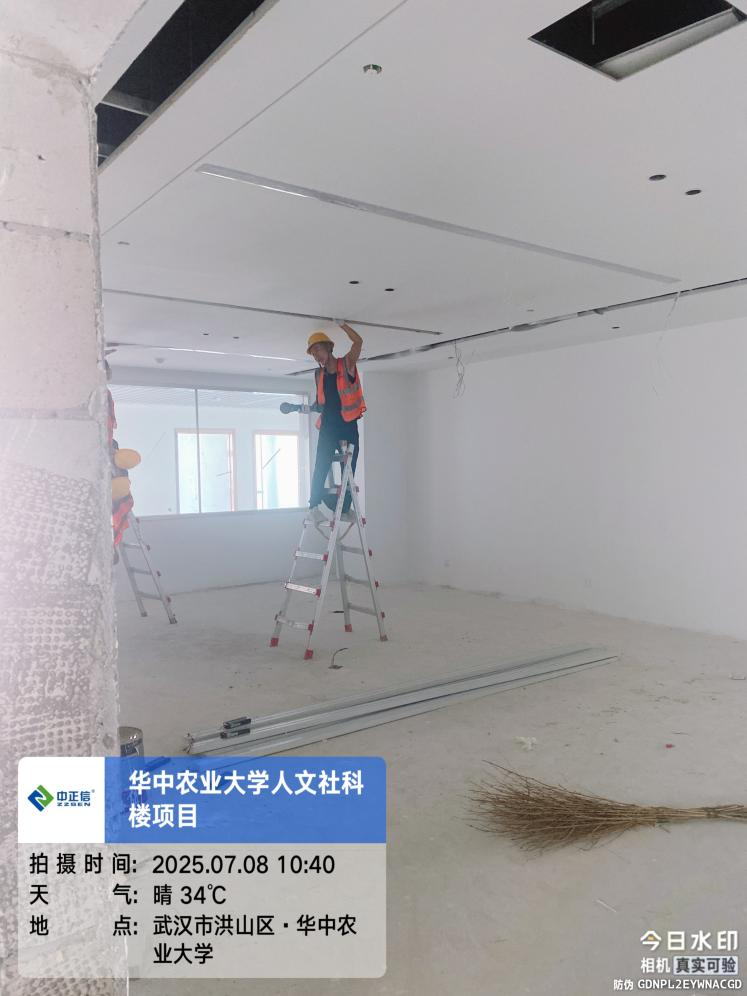 中正信®
ZZSEN
华中农业大学人文社科
楼项目
拍摄时间: 2025.07.08 10:40
天气: 晴 34℃
地点: 武汉市洪山区·华中农
业大学
今日水印
相机 真实可验
防伪 GDNPL2EYWNACGD